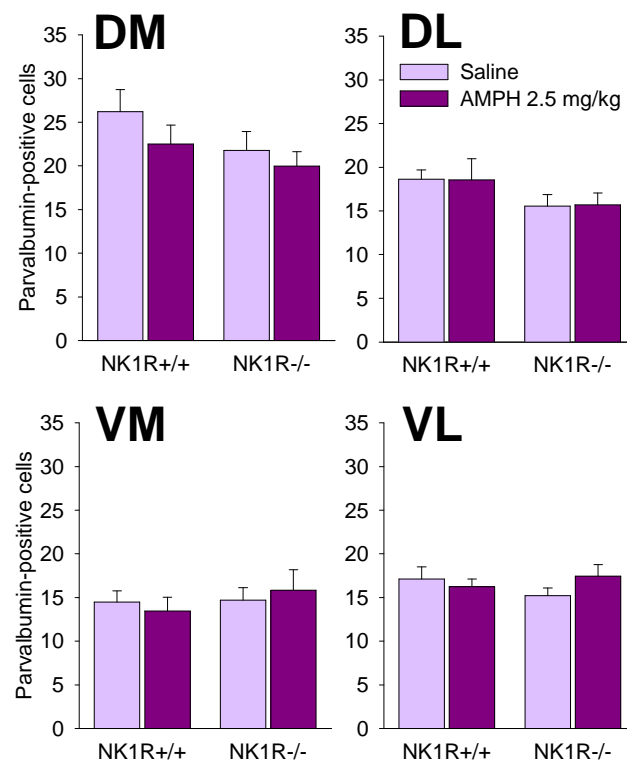 DM
DL
Parvalbumin-positive cells
35
30
25
20
15
10
5
0
NK1R+/+
NK1R-/-
35
30
25
20
15
10
5
0
Saline
AMPH 2.5 mg/kg
NK1R+/+
NK1R-/-
VM
VL
Parvalbumin-positive cells
35
30
25
20
15
10
5
0
NK1R+/+
NK1R-/-
35
30
25
20
15
10
5
0
NK1R+/+
NK1R-/-